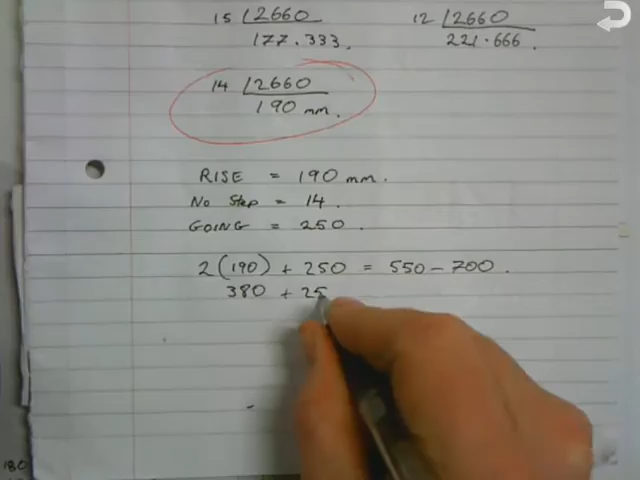 15 2660 12 2660
177.333. 221.666.
14 2660
190 mm.
RISE = 190 mm.
No Step = 14.
GOING = 250.
2(190) + 250 = 550 - 700.
380 + 25
180